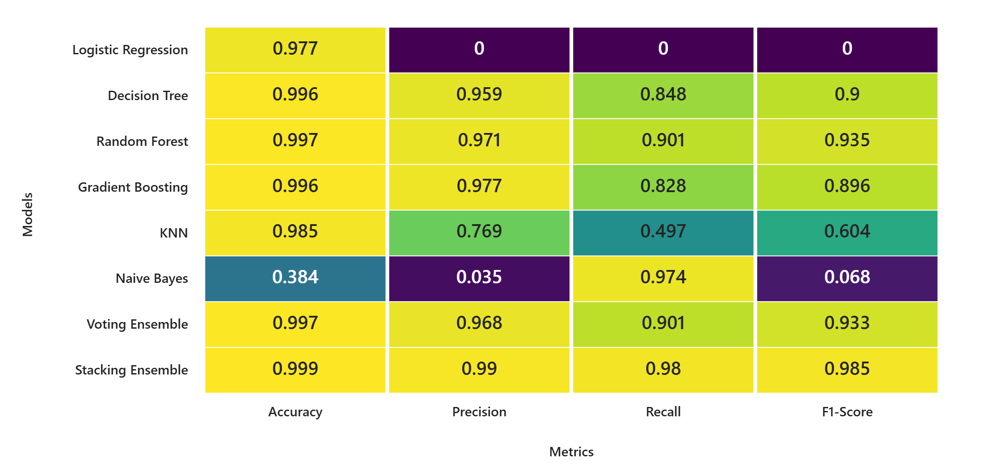 Models
Logistic Regression 0.977 0 0 0
Decision Tree 0.996 0.959 0.848 0.9
Random Forest 0.997 0.971 0.901 0.935
Gradient Boosting 0.996 0.977 0.828 0.896
KNN 0.985 0.769 0.497 0.604
Naive Bayes 0.384 0.035 0.974 0.068
Voting Ensemble 0.997 0.968 0.901 0.933
Stacking Ensemble 0.999 0.99 0.98 0.985
Accuracy Precision Recall F1-Score
Metrics